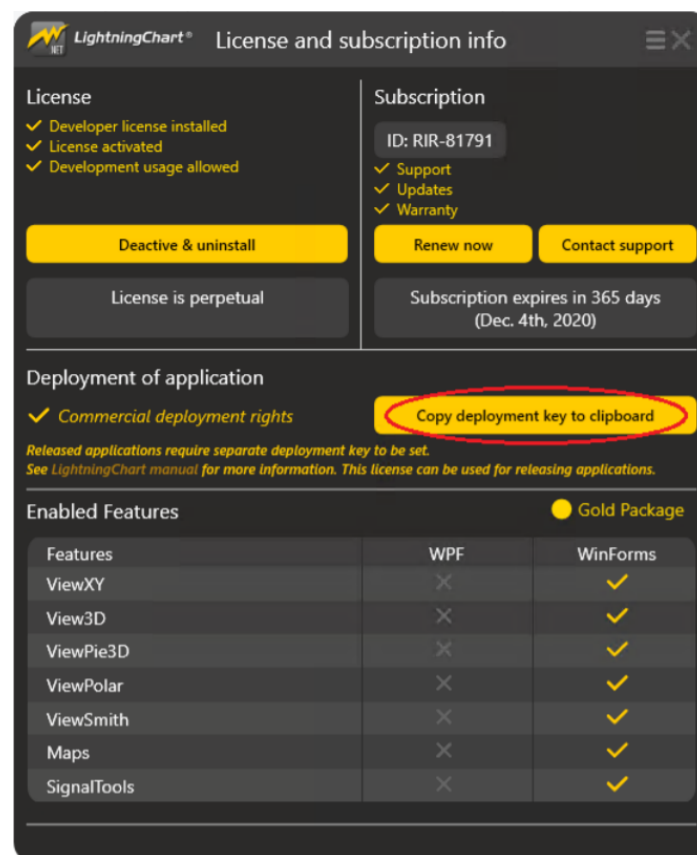 LightningChart® License and subscription info
.NET
License
Developer license installed
License activated
Development usage allowed
Deactive & uninstall
License is perpetual
Subscription
ID: RIR-81791
Support
Updates
Warranty
Renew now
Contact support
Subscription expires in 365 days
(Dec. 4th, 2020)
Deployment of application
Commercial deployment rights
Copy deployment key to clipboard
Released applications require separate deployment key to be set.
See LightningChart manual for more information. This license can be used for releasing applications.
Enabled Features
Gold Package
Features WPF WinForms
ViewXY
View3D
ViewPie3D
ViewPolar
ViewSmith
Maps
SignalTools